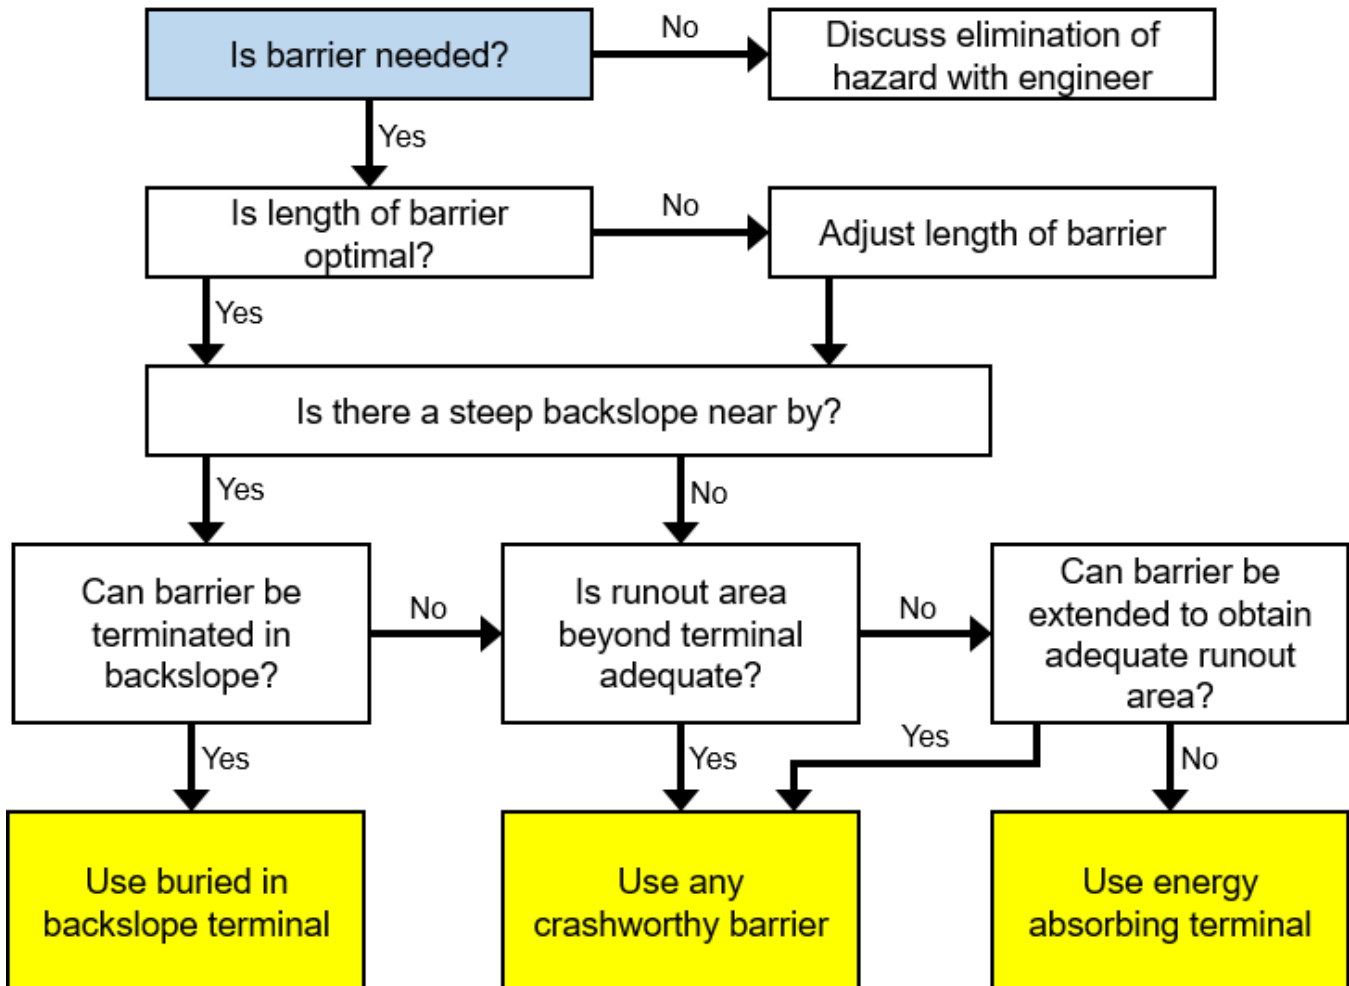 Is barrier needed?
No
Discuss elimination of
hazard with engineer
Yes
Is length of barrier
optimal?
No
Adjust length of barrier
Yes
Is there a steep backslope near by?
Yes
No
Can barrier be
terminated in
backslope?
No
Is runout area
beyond terminal
adequate?
No
Can barrier be
extended to obtain
adequate runout
area?
Yes
Yes
Yes
No
Use buried in
backslope terminal
Use any
crashworthy barrier
Use energy
absorbing terminal